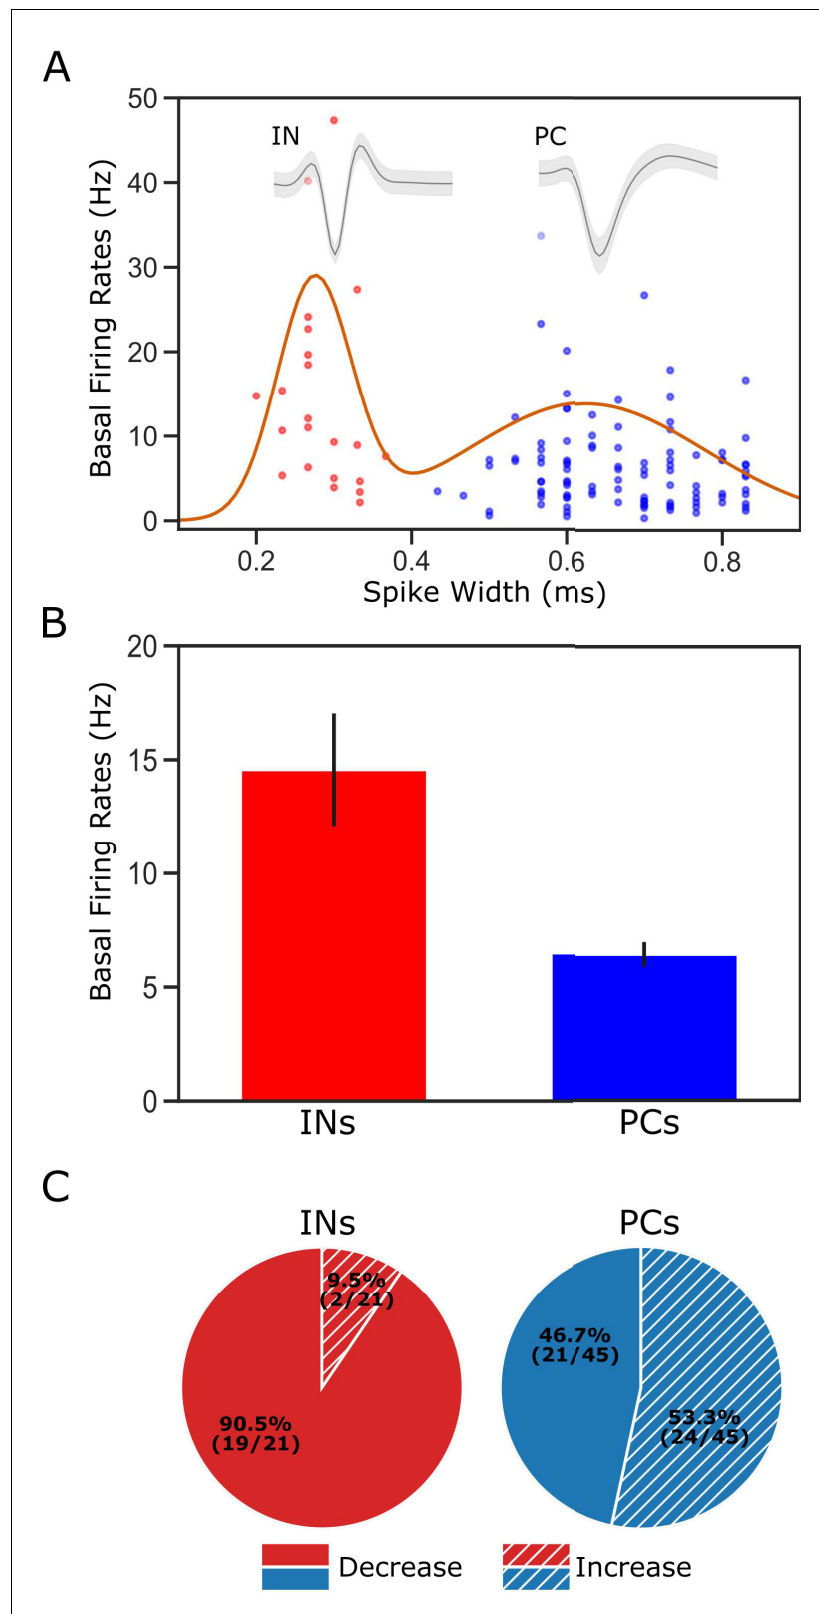 A
50
IN
PC
40
30
20
10
0
Basal Firing Rates (Hz)
0.2
0.4
0.6
0.8
Spike Width (ms)
B
20
15
10
5
0
Basal Firing Rates (Hz)
INs
PCs
C
INs
PCs
9.5%
(2/21)
90.5%
(19/21)
46.7%
(21/45)
53.3%
(24/45)
Decrease
Increase